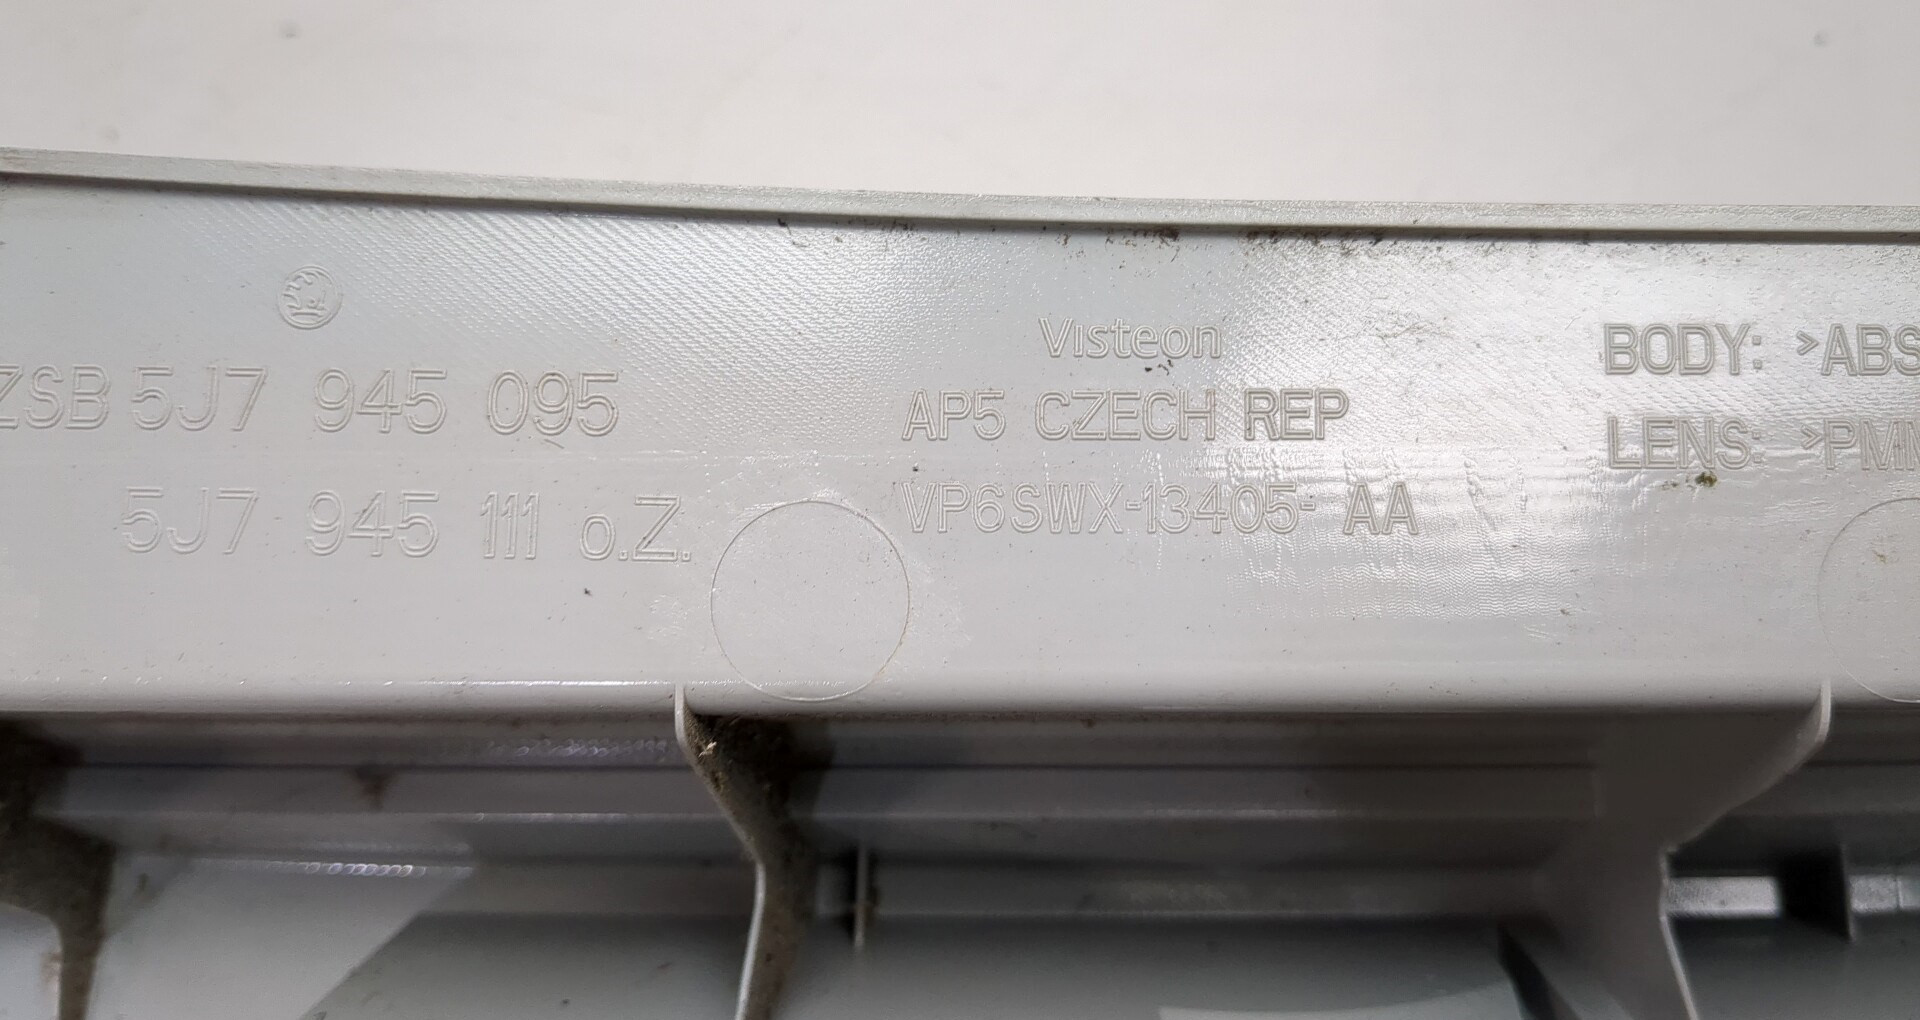 ZSB 5J7 945 095
5J7 945 111 o.Z.
Visteon
AP5 CZECH REP
VP6SWX-13405- AA
BODY: >ABS
LENS: >PMM